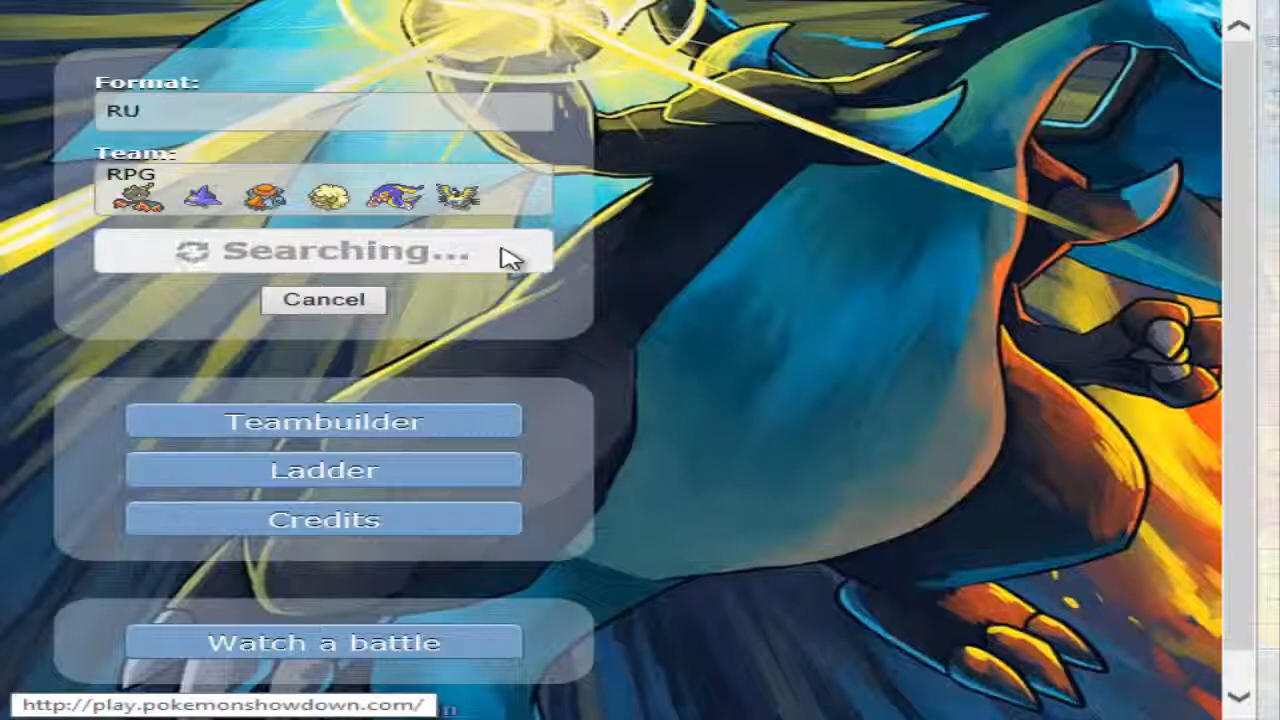 Format:
RU
Team:
RPG
Searching...
Cancel
Teambuilder
Ladder
Credits
Watch a battle
http://play.pokemonshowdown.com/